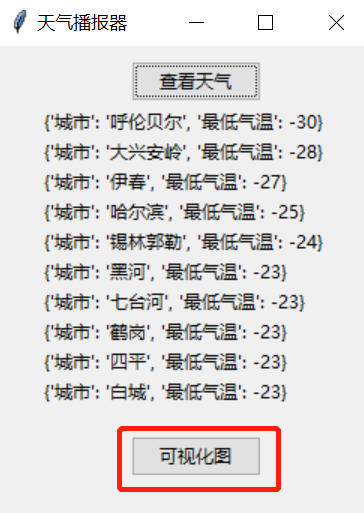 天气播报器
查看天气
{'城市': '呼伦贝尔', '最低气温': -30}
{'城市': '大兴安岭', '最低气温': -28}
{'城市': '伊春', '最低气温': -27}
{'城市': '哈尔滨', '最低气温': -25}
{'城市': '锡林郭勒', '最低气温': -24}
{'城市': '黑河', '最低气温': -23}
{'城市': '七台河', '最低气温': -23}
{'城市': '鹤岗', '最低气温': -23}
{'城市': '四平', '最低气温': -23}
{'城市': '白城', '最低气温': -23}
可视化图